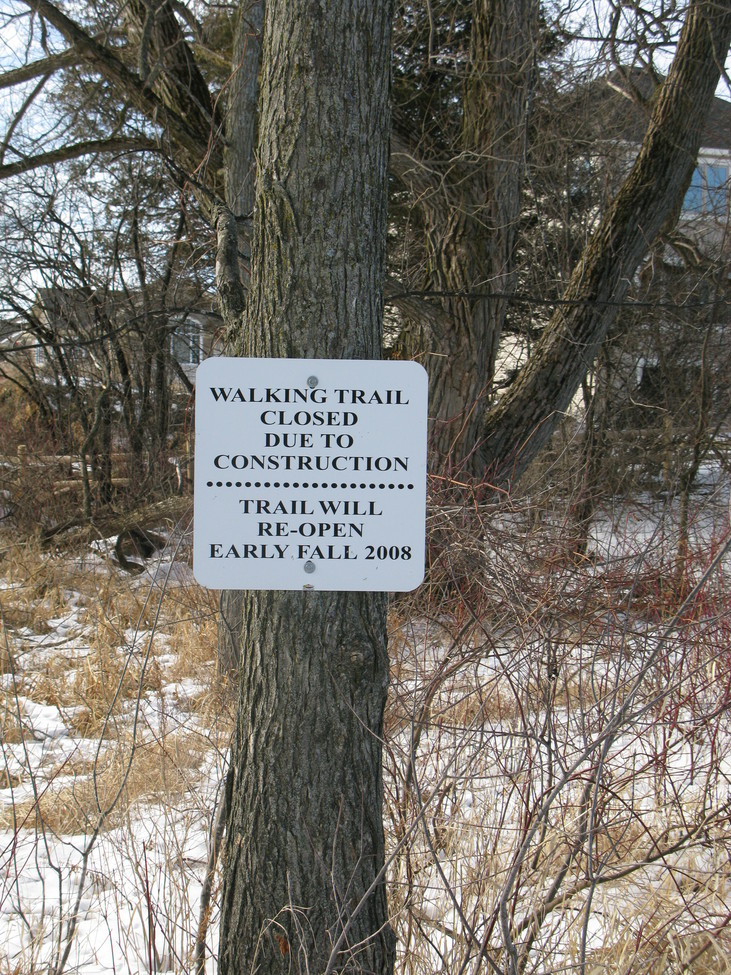 WALKING TRAIL
CLOSED
DUE TO
CONSTRUCTION
TRAIL WILL
RE-OPEN
EARLY FALL 2008